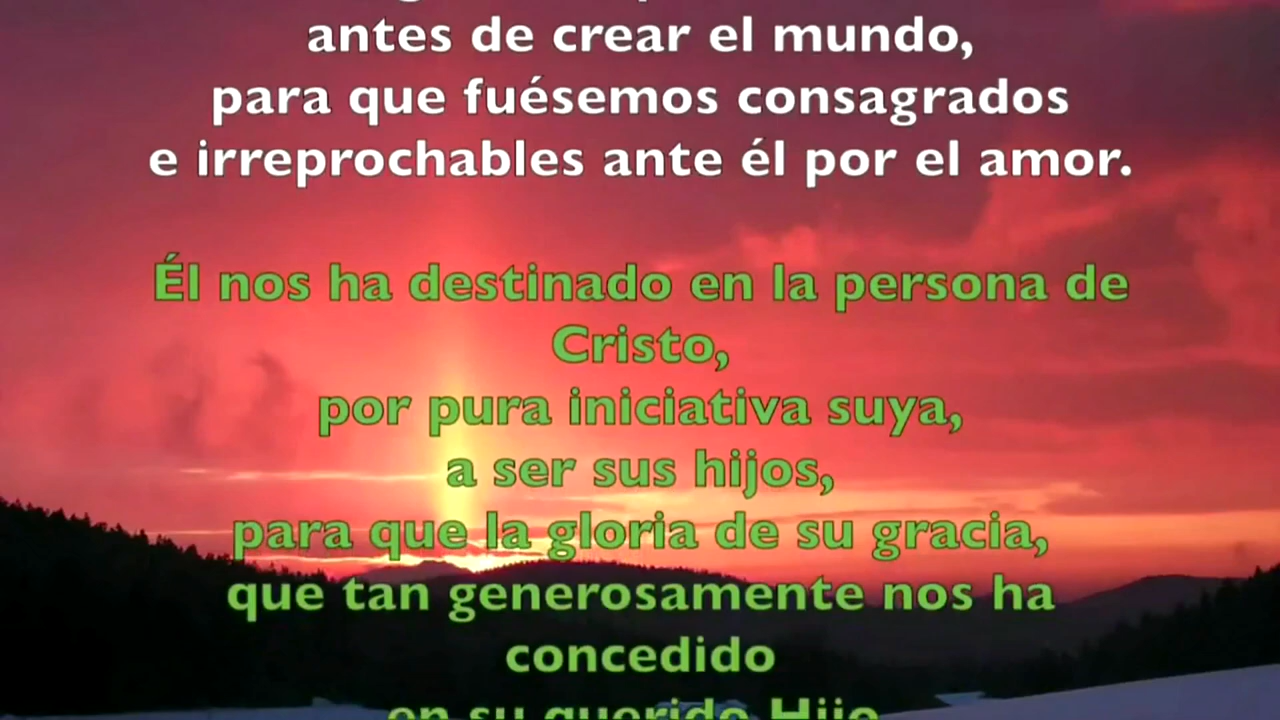 antes de crear el mundo,
para que fuésemos consagrados
e irreprochables ante él por el amor.
Él nos ha destinado en la persona de
Cristo,
por pura iniciativa suya,
a ser sus hijos,
para que la gloria de su gracia,
que tan generosamente nos ha
concedido
en su querido Hijo